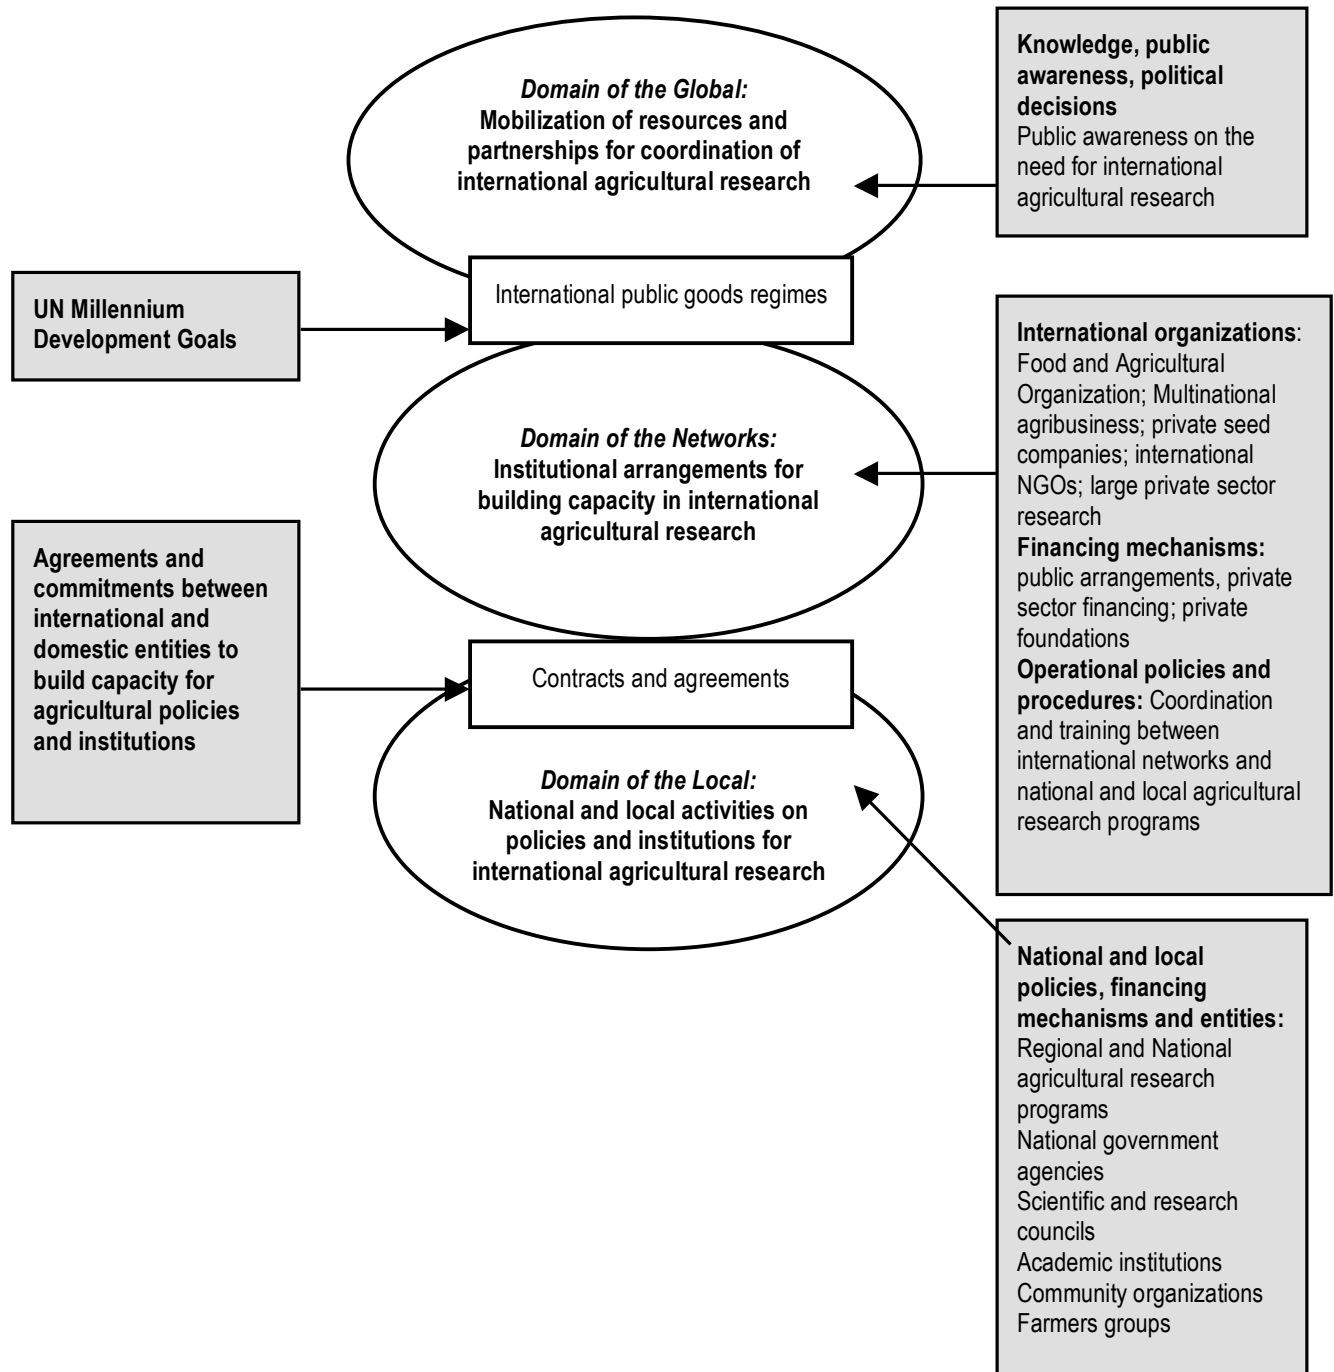 Domain of the Global:
Mobilization of resources and
partnerships for coordination of
international agricultural research
Knowledge, public
awareness, political
decisions
Public awareness on the
need for international
agricultural research
International public goods regimes
UN Millennium
Development Goals
Domain of the Networks:
Institutional arrangements for
building capacity in international
agricultural research
International organizations:
Food and Agricultural
Organization; Multinational
agribusiness; private seed
companies; international
NGOs; large private sector
research
Financing mechanisms:
public arrangements, private
sector financing; private
foundations
Operational policies and
procedures: Coordination
and training between
international networks and
national and local agricultural
research programs
Agreements and
commitments between
international and
domestic entities to
build capacity for
agricultural policies
and institutions
Contracts and agreements
Domain of the Local:
National and local activities on
policies and institutions for
international agricultural research
National and local
policies, financing
mechanisms and entities:
Regional and National
agricultural research
programs
National government
agencies
Scientific and research
councils
Academic institutions
Community organizations
Farmers groups